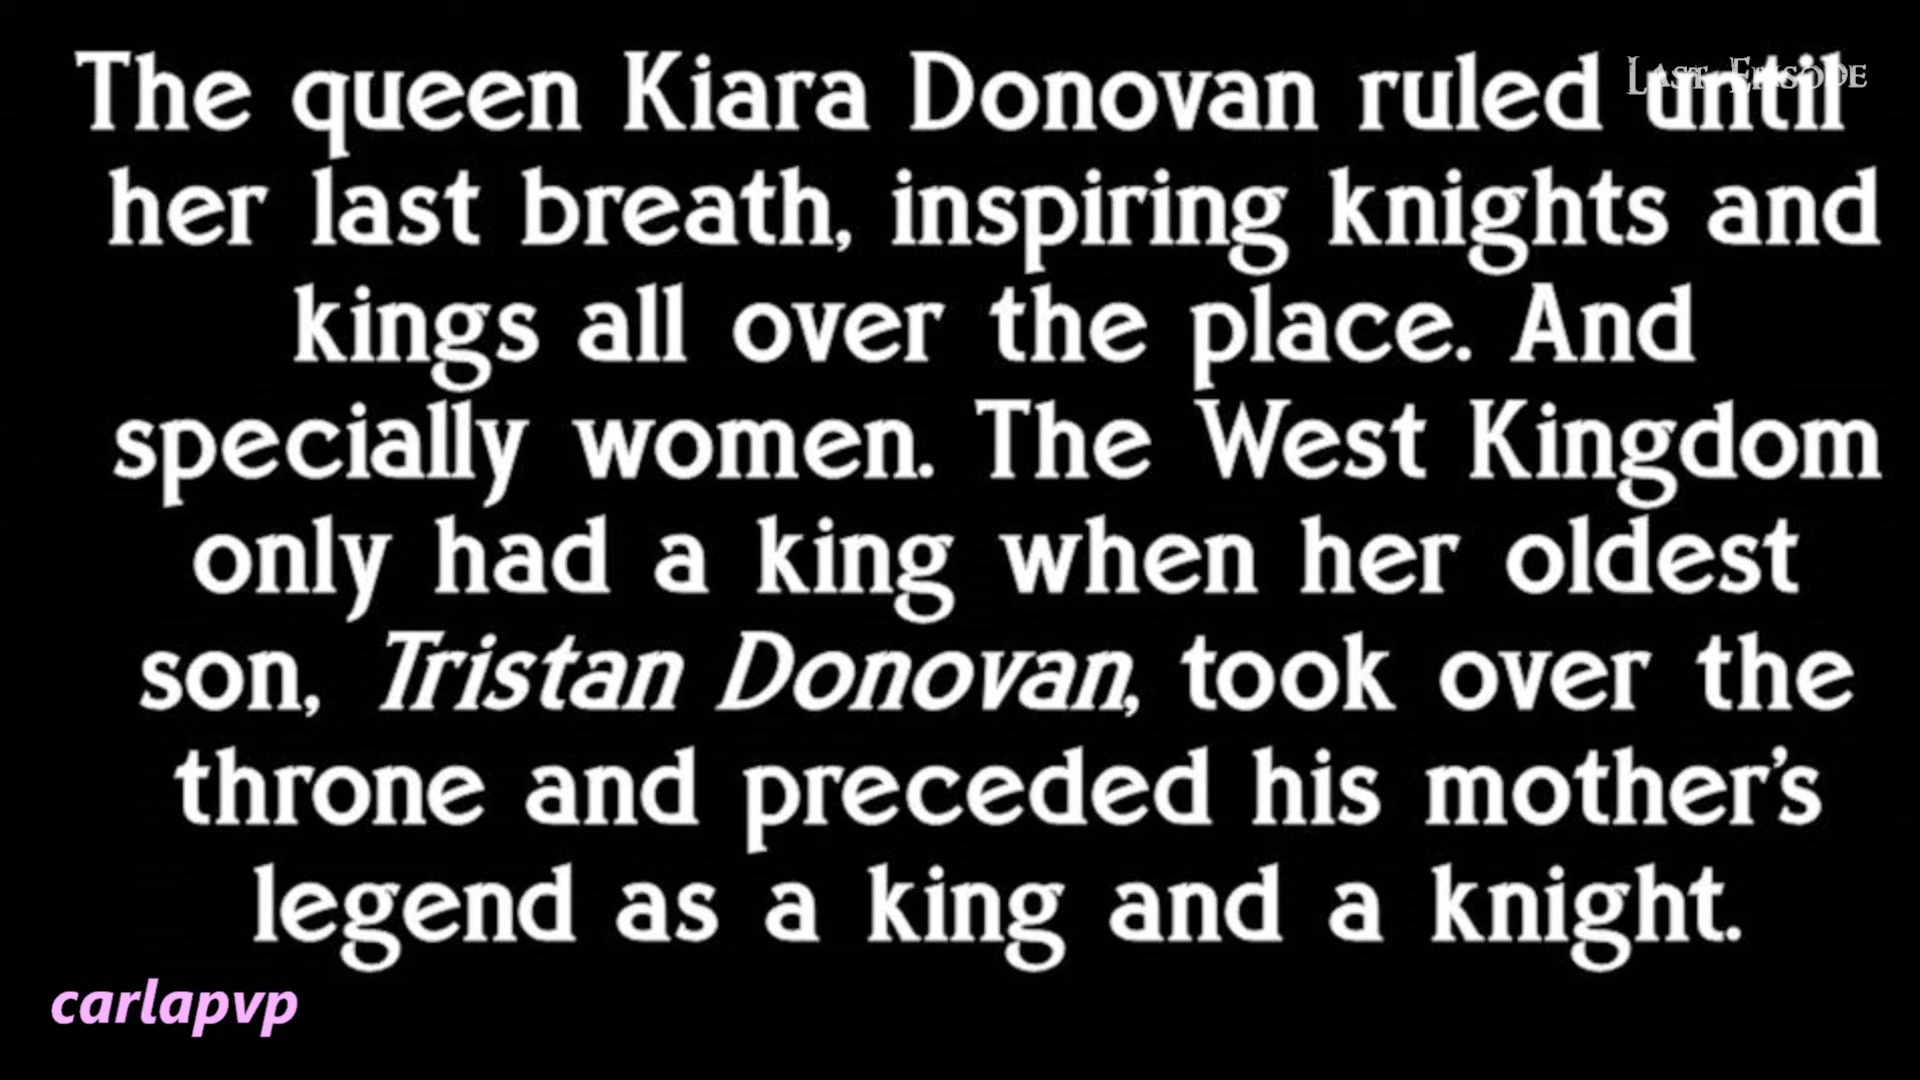 Last Episode
The queen Kiara Donovan ruled until
her last breath, inspiring knights and
kings all over the place. And
specially women. The West Kingdom
only had a king when her oldest
son, Tristan Donovan, took over the
throne and preceded his mother's
legend as a king and a knight.
carlapvp